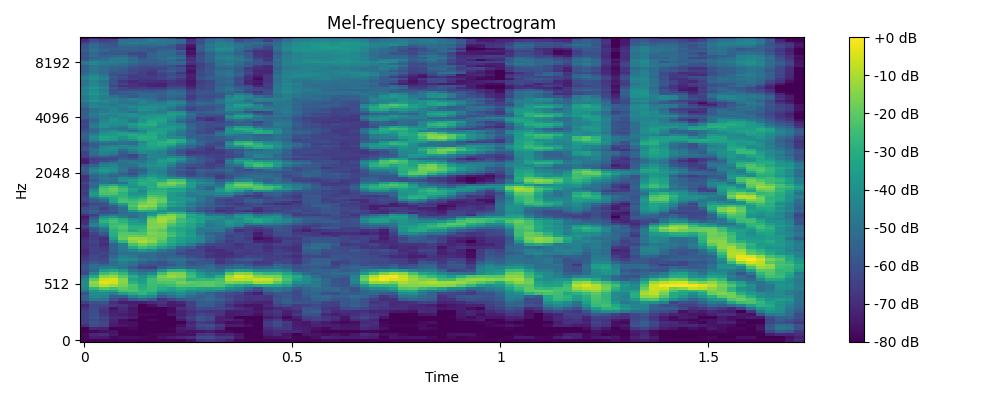 Mel-frequency spectrogram
+0 dB
8192
-10 dB
4096
-20 dB
-30 dB
2048
Hz
-40 dB
1024
-50 dB
-60 dB
512
-70 dB
0
-80 dB
0
0.5
1
1.5
Time